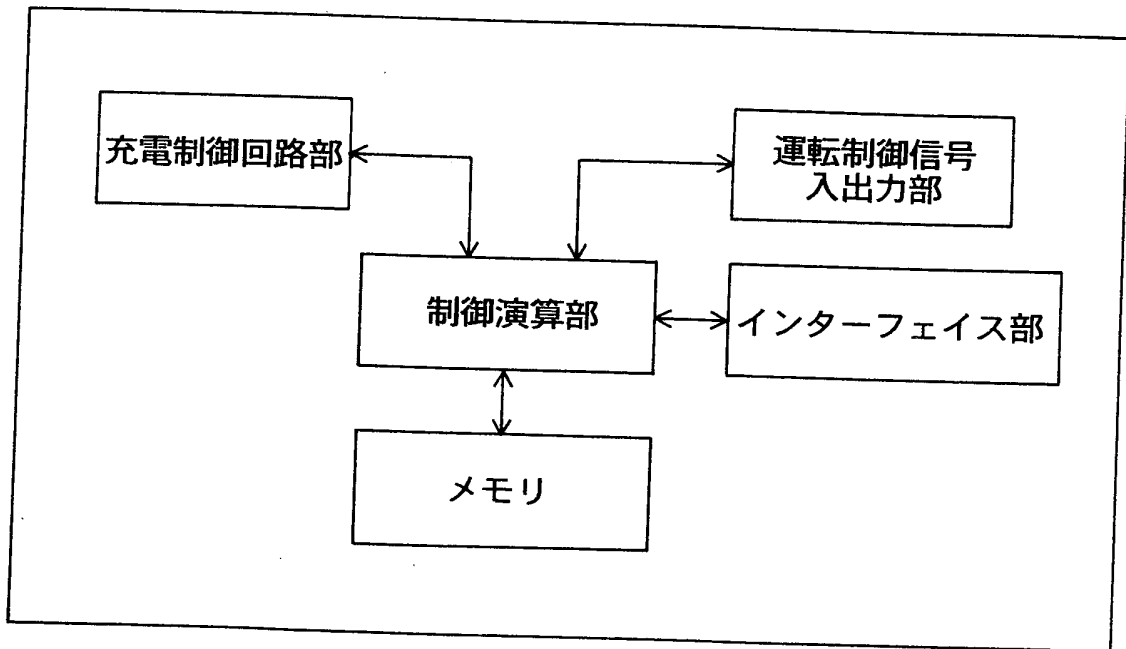 充電制御回路部
運転制御信号
入出力部
制御演算部
インターフェイス部
メモリ